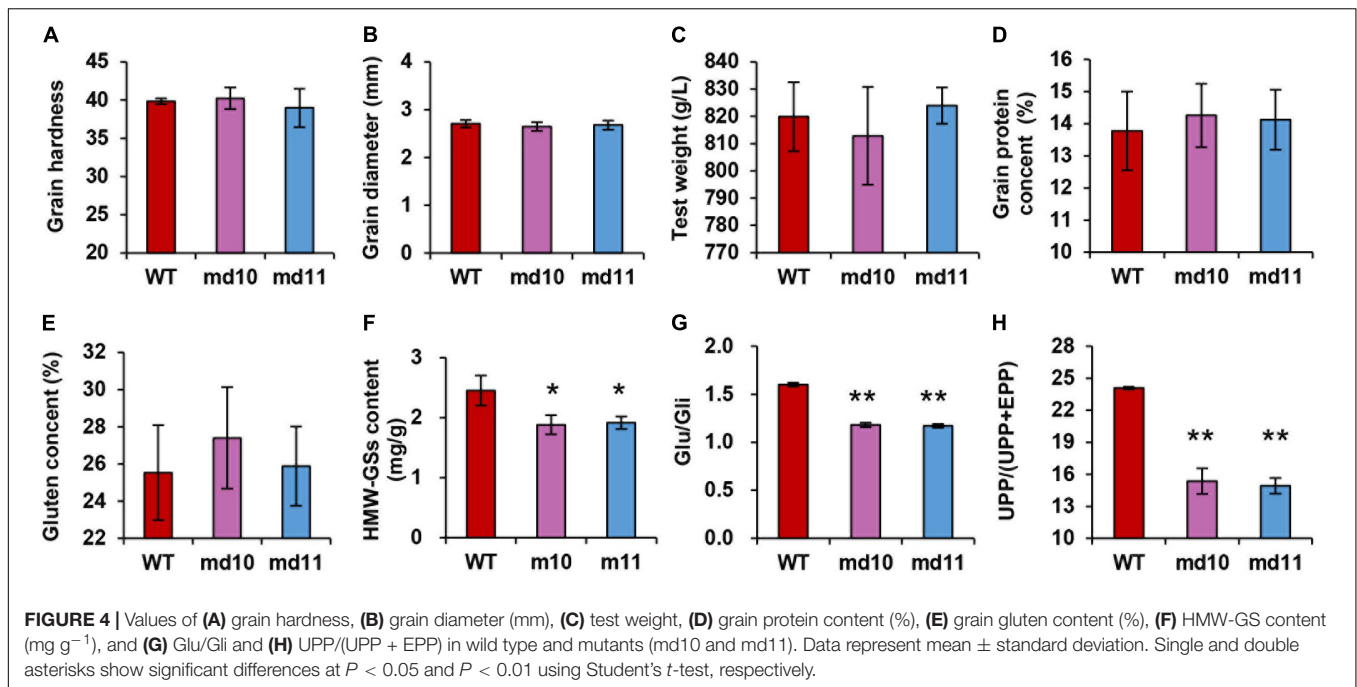 A
Grain hardness
45
40
35
30
25
20
WT md10 md11
B
Grain diameter (mm)
4
3
2
1
0
WT md10 md11
C
Test weight (g/L)
840
830
820
810
800
790
780
770
WT md10 md11
D
Grain protein
concent (%)
16
15
14
13
12
11
10
WT md10 md11
E
Gluten concent (%)
32
30
28
26
24
22
WT md10 md11
F
HMW-GSs content
(mg/g)
3
2
1
0
* *
WT m10 m11
G
Glu/Gli
2.0
1.5
1.0
0.5
0.0
** **
WT md10 md11
H
UPP/(UPP+EPP)
28
25
22
19
16
13
10
** **
WT md10 md11
FIGURE 4 | Values of (A) grain hardness, (B) grain diameter (mm), (C) test weight, (D) grain protein content (%), (E) grain gluten content (%), (F) HMW-GS content
(mg g−1), and (G) Glu/Gli and (H) UPP/(UPP + EPP) in wild type and mutants (md10 and md11). Data represent mean ± standard deviation. Single and double
asterisks show significant differences at P < 0.05 and P < 0.01 using Student's t-test, respectively.